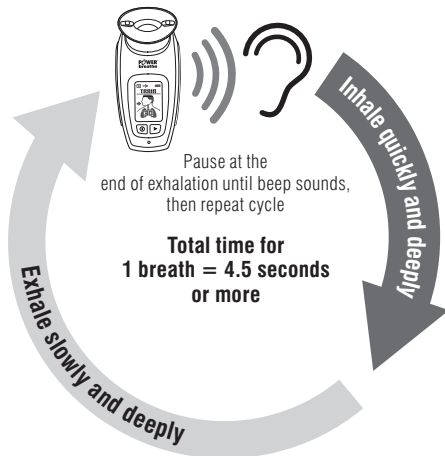 POWER
breathe
Pause at the
end of exhalation until beep sounds,
then repeat cycle
Total time for
1 breath = 4.5 seconds
or more
Inhale quickly and deeply
Exhale slowly and deeply